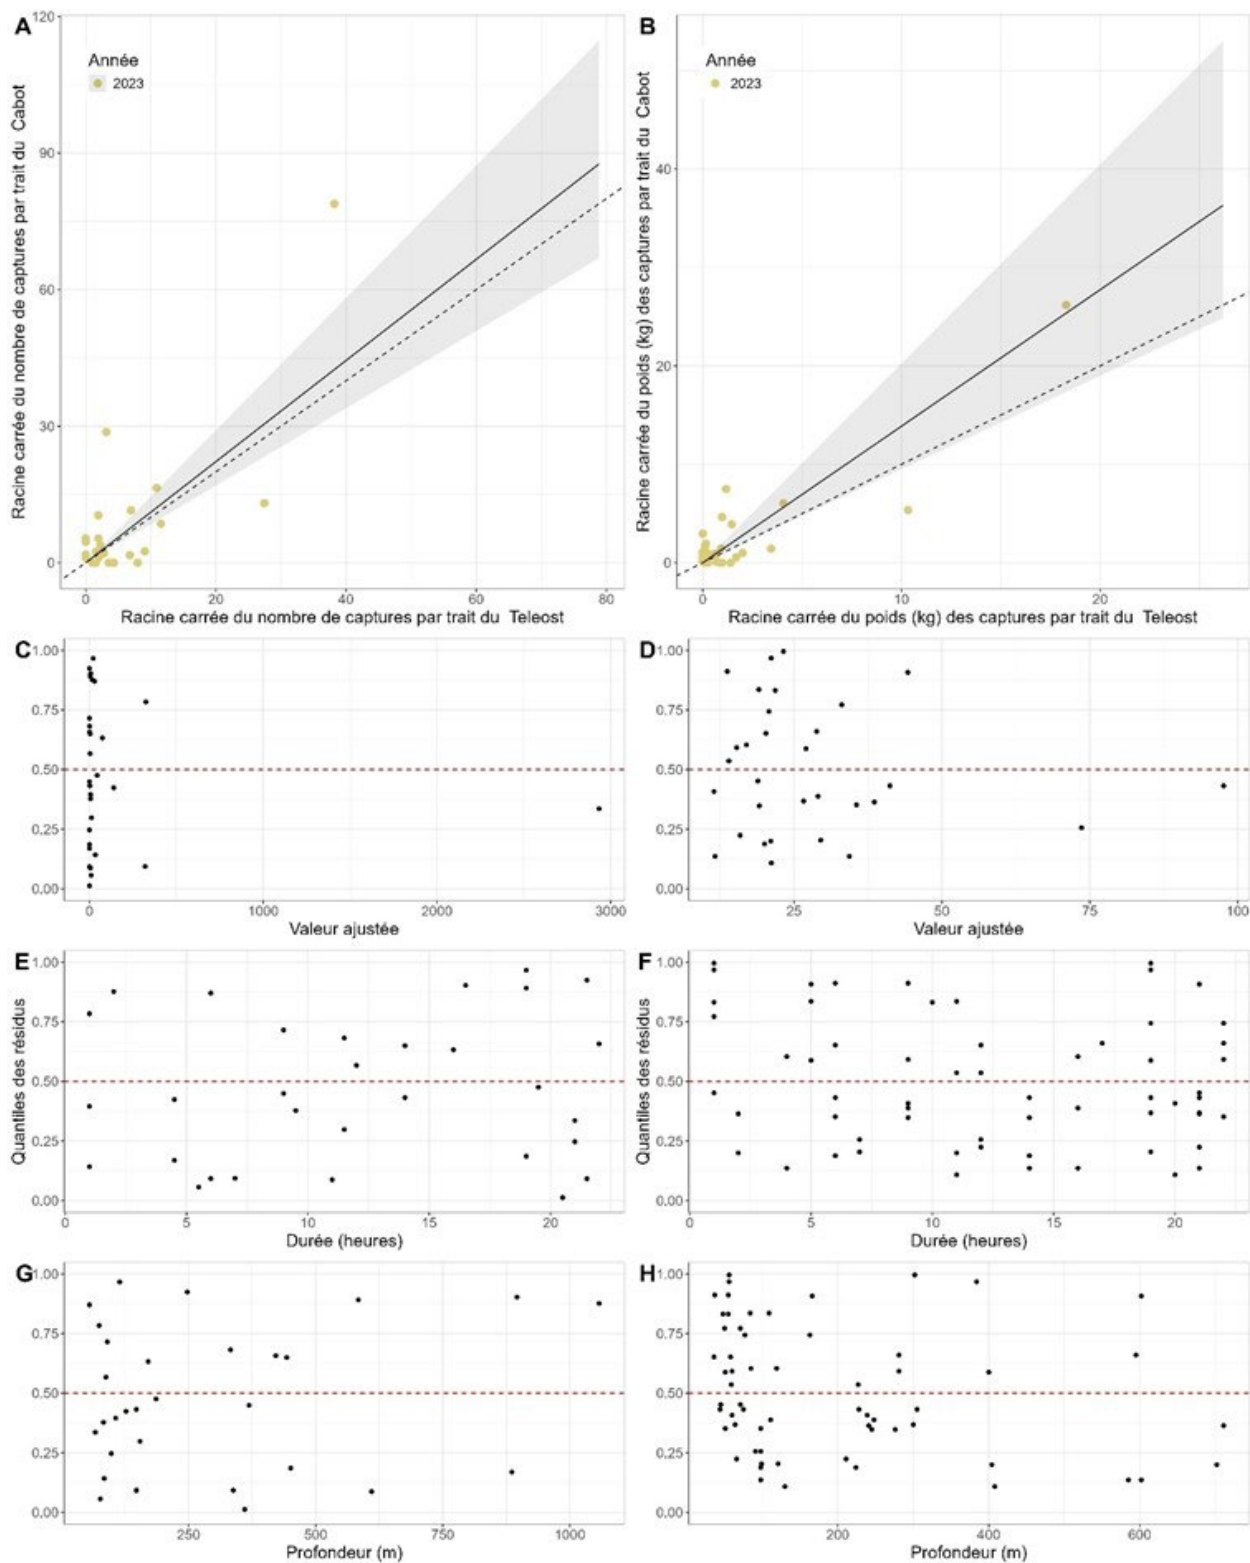 A
Racine carrée du nombre de captures par trait du Cabot
120
90
60
30
0
Année
2023
0 20 40 60 80
Racine carrée du nombre de captures par trait du Teleost
B
Racine carrée du poids (kg) des captures par trait du Cabot
40
20
0
Année
2023
0 10 20
Racine carrée du poids (kg) des captures par trait du Teleost
C
1.00
0.75
0.50
0.25
0.00
0 1000 2000 3000
Valeur ajustée
D
1.00
0.75
0.50
0.25
0.00
25 50 75 100
Valeur ajustée
E
Quantiles des résidus
1.00
0.75
0.50
0.25
0.00
0 5 10 15 20
Durée (heures)
F
Quantiles des résidus
1.00
0.75
0.50
0.25
0.00
0 5 10 15 20
Durée (heures)
G
1.00
0.75
0.50
0.25
0.00
250 500 750 1000
Profondeur (m)
H
1.00
0.75
0.50
0.25
0.00
200 400 600
Profondeur (m)